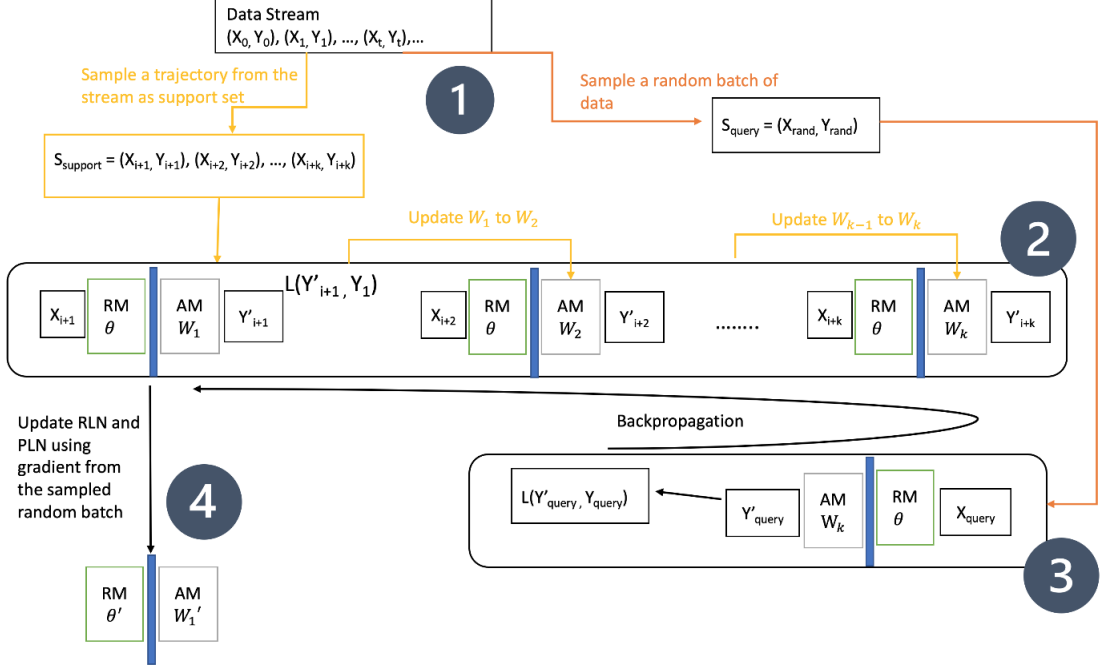 Data Stream
(X0, Y0), (X1, Y1), ..., (Xt, Yt),...
Sample a trajectory from the
stream as support set
1
Sample a random batch of
data
Squery = (Xrand, Yrand)
Ssupport = (Xi+1, Yi+1), (Xi+2, Yi+2), ..., (Xi+k, Yi+k)
Update W1 to W2
Update Wk−1 to Wk
2
Xi+1
RM
θ
AM
W1
Y'i+1
L(Y'i+1 , Y1)
Xi+2
RM
θ
AM
W2
Y'i+2
........
Xi+k
RM
θ
AM
Wk
Y'i+k
Backpropagation
Update RLN and
PLN using
gradient from
the sampled
random batch
4
L(Y'query , Yquery)
Y'query
AM
Wk
RM
θ
Xquery
3
RM
θ′
AM
W1′